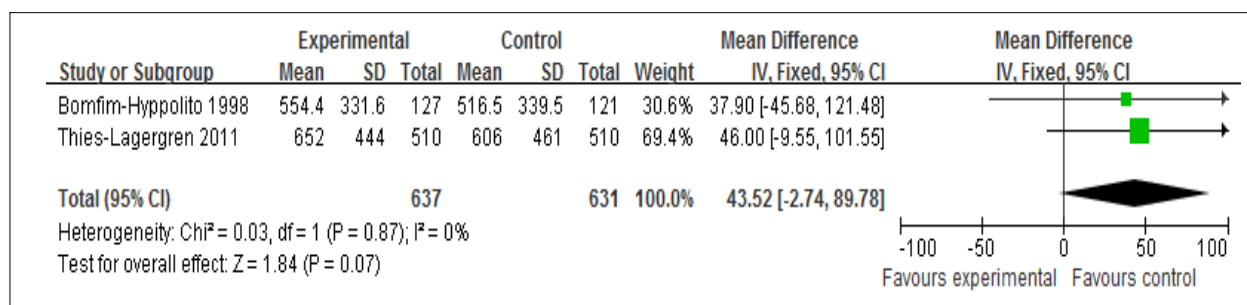 Experimental Control Mean Difference Mean Difference
Study or Subgroup Mean SD Total Mean SD Total Weight IV, Fixed, 95% CI IV, Fixed, 95% CI
Bomfim-Hyppolito 1998 554.4 331.6 127 516.5 339.5 121 30.6% 37.90 [-45.68, 121.48]
Thies-Lagergren 2011 652 444 510 606 461 510 69.4% 46.00 [-9.55, 101.55]
Total (95% CI) 637 631 100.0% 43.52 [-2.74, 89.78]
Heterogeneity: Chi² = 0.03, df = 1 (P = 0.87); I² = 0%
Test for overall effect: Z = 1.84 (P = 0.07)
-100 -50 0 50 100
Favours experimental Favours control